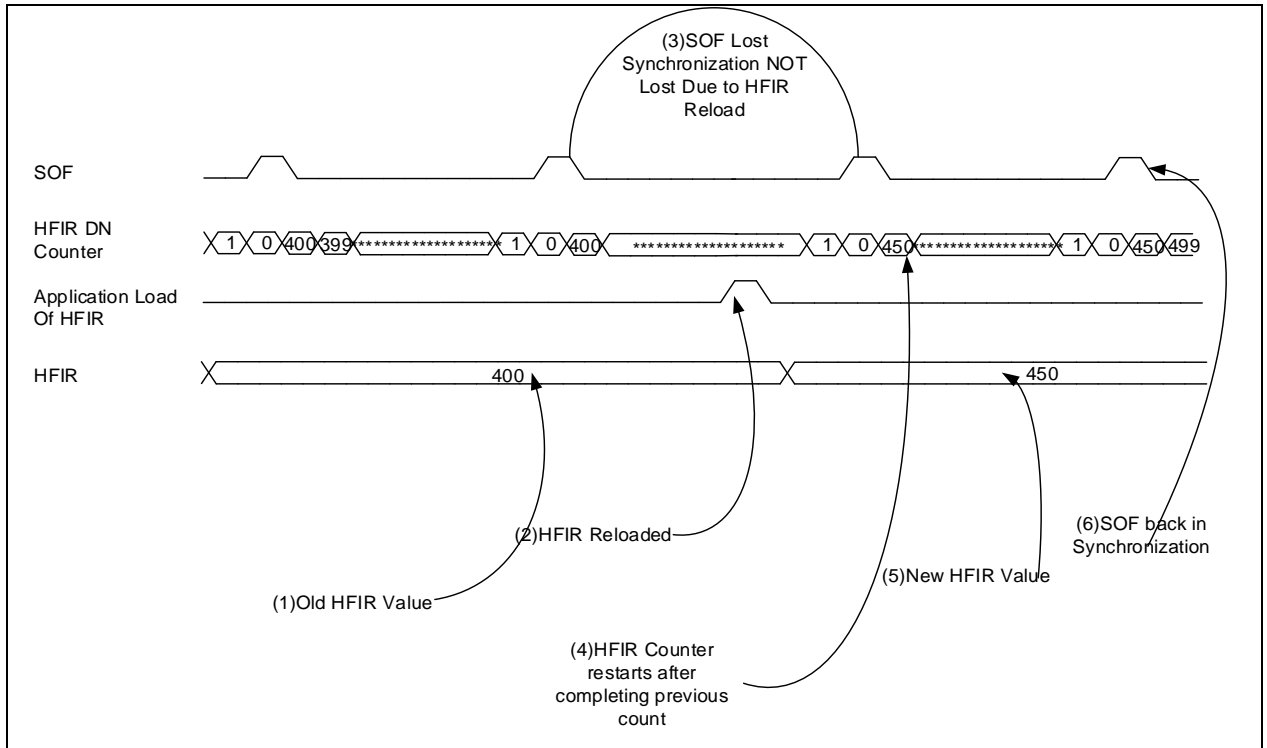 (3)SOF Lost
Synchronization NOT
Lost Due to HFIR
Reload
SOF
HFIR DN
Counter
1 0 400 399 ******************* 1 0 400 ******************** 1 0 450 ******************* 1 0 450 499
Application Load
Of HFIR
HFIR
400 450
(2)HFIR Reloaded
(6)SOF back in
Synchronization
(5)New HFIR Value
(1)Old HFIR Value
(4)HFIR Counter
restarts after
completing previous
count